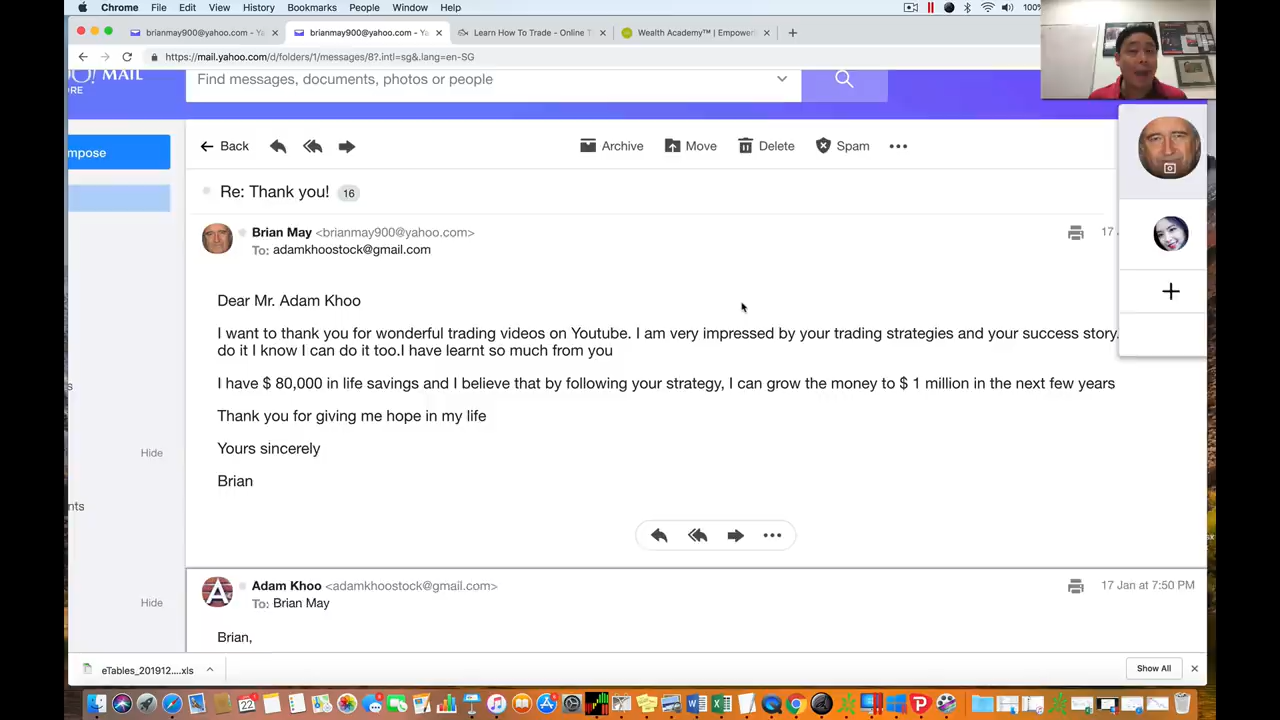 Chrome File Edit View History Bookmarks People Window Help 100%
brianmay900@yahoo.com - Ya brianmay900@yahoo.com - rn How To Trade - Online T Wealth Academy™ | Empower
https://mail.yahoo.com/d/folders/1/messages/8?.intl=sg&.lang=en-SG
O! MAIL
ORE
Find messages, documents, photos or people
mpose
Back Archive Move Delete Spam
Re: Thank you! 16
Brian May <brianmay900@yahoo.com> 17
To: adamkhoostock@gmail.com
Dear Mr. Adam Khoo
I want to thank you for wonderful trading videos on Youtube. I am very impressed by your trading strategies and your success story.
do it I know I can do it too.I have learnt so much from you
I have $ 80,000 in life savings and I believe that by following your strategy, I can grow the money to $ 1 million in the next few years
Thank you for giving me hope in my life
Yours sincerely
Hide
Brian
nts
Adam Khoo <adamkhoostock@gmail.com> 17 Jan at 7:50 PM
To: Brian May
Hide
Brian,
eTables_201912....xls Show All